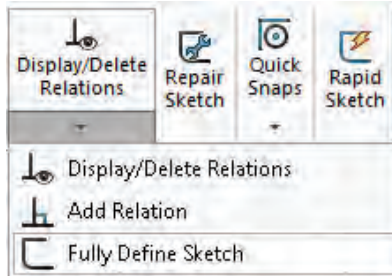 Display/Delete
Relations
Repair
Sketch
Quick
Snaps
Rapid
Sketch
Display/Delete Relations
Add Relation
Fully Define Sketch